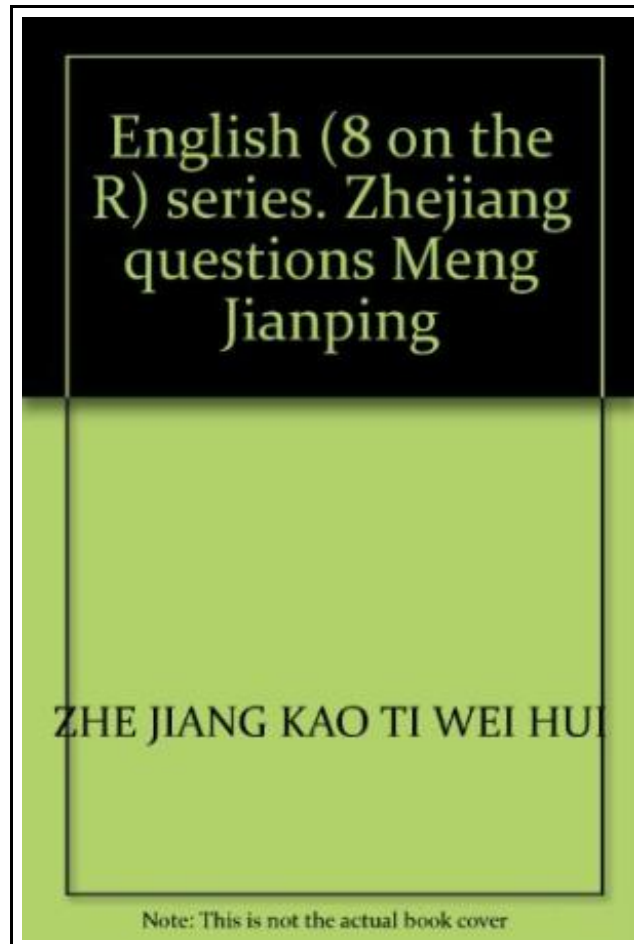 English (8 on the
R) series. Zhejiang
questions Meng
Jianping
ZHE JIANG KAO TI WEI HUI
Note: This is not the actual book cover